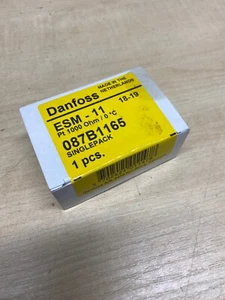 Danfoss
MADE IN THE
NETHERLANDS
18-19
ESM - 11
Pt 1000 Ohm / 0 °C
087B1165
SINGLEPACK
1 pcs.